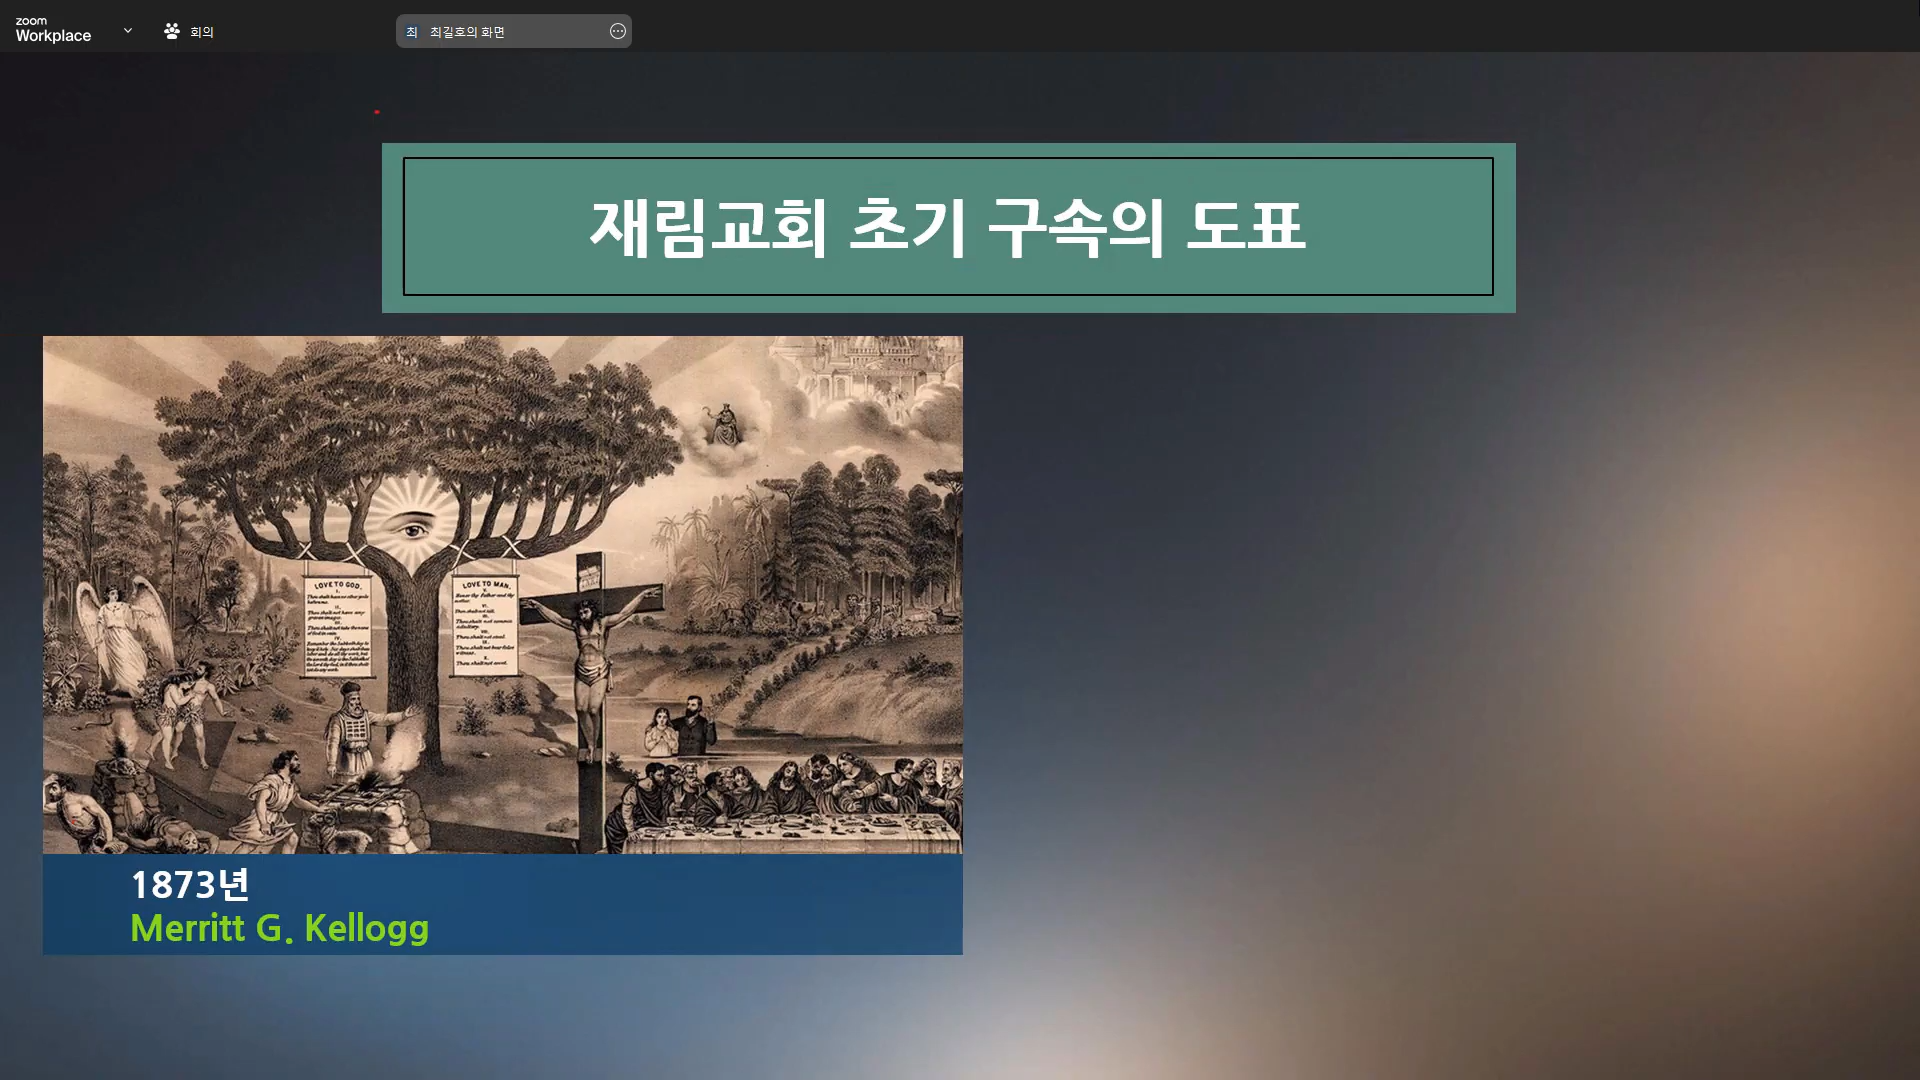 zoom
Workplace
회의
최 최길호의 화면
재림교회 초기 구속의 도표
LOVE TO GOD.
LOVE TO MAN.
1873년
Merritt G. Kellogg